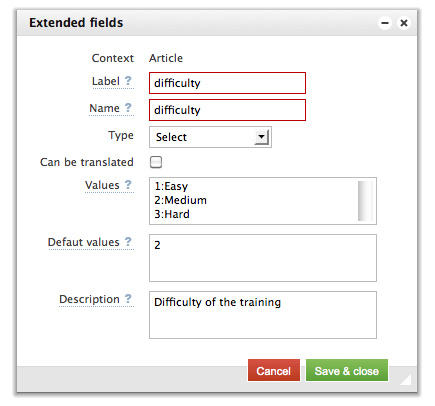 Extended fields
Context Article
Label ? difficulty
Name ? difficulty
Type Select
Can be translated
Values ? 1:Easy
2:Medium
3:Hard
Defaut values ? 2
Description ? Difficulty of the training
Cancel Save & close